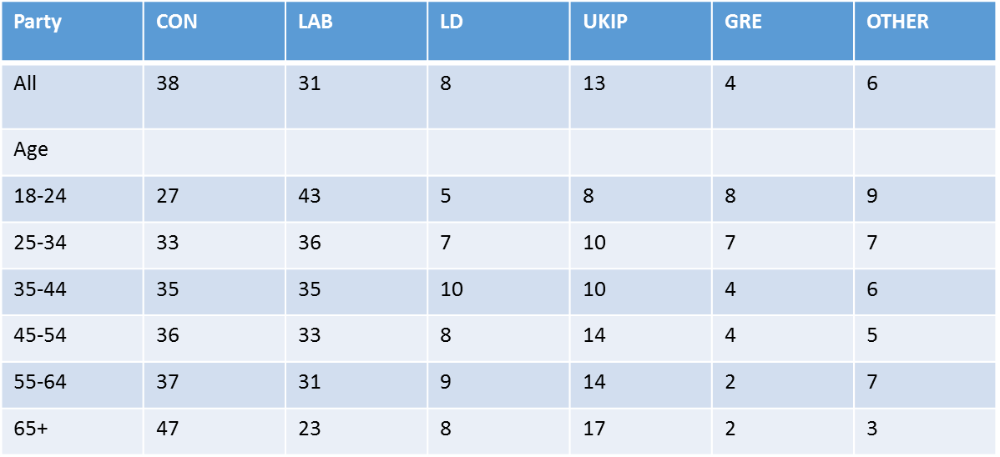 Party CON LAB LD UKIP GRE OTHER
All 38 31 8 13 4 6
Age
18-24 27 43 5 8 8 9
25-34 33 36 7 10 7 7
35-44 35 35 10 10 4 6
45-54 36 33 8 14 4 5
55-64 37 31 9 14 2 7
65+ 47 23 8 17 2 3